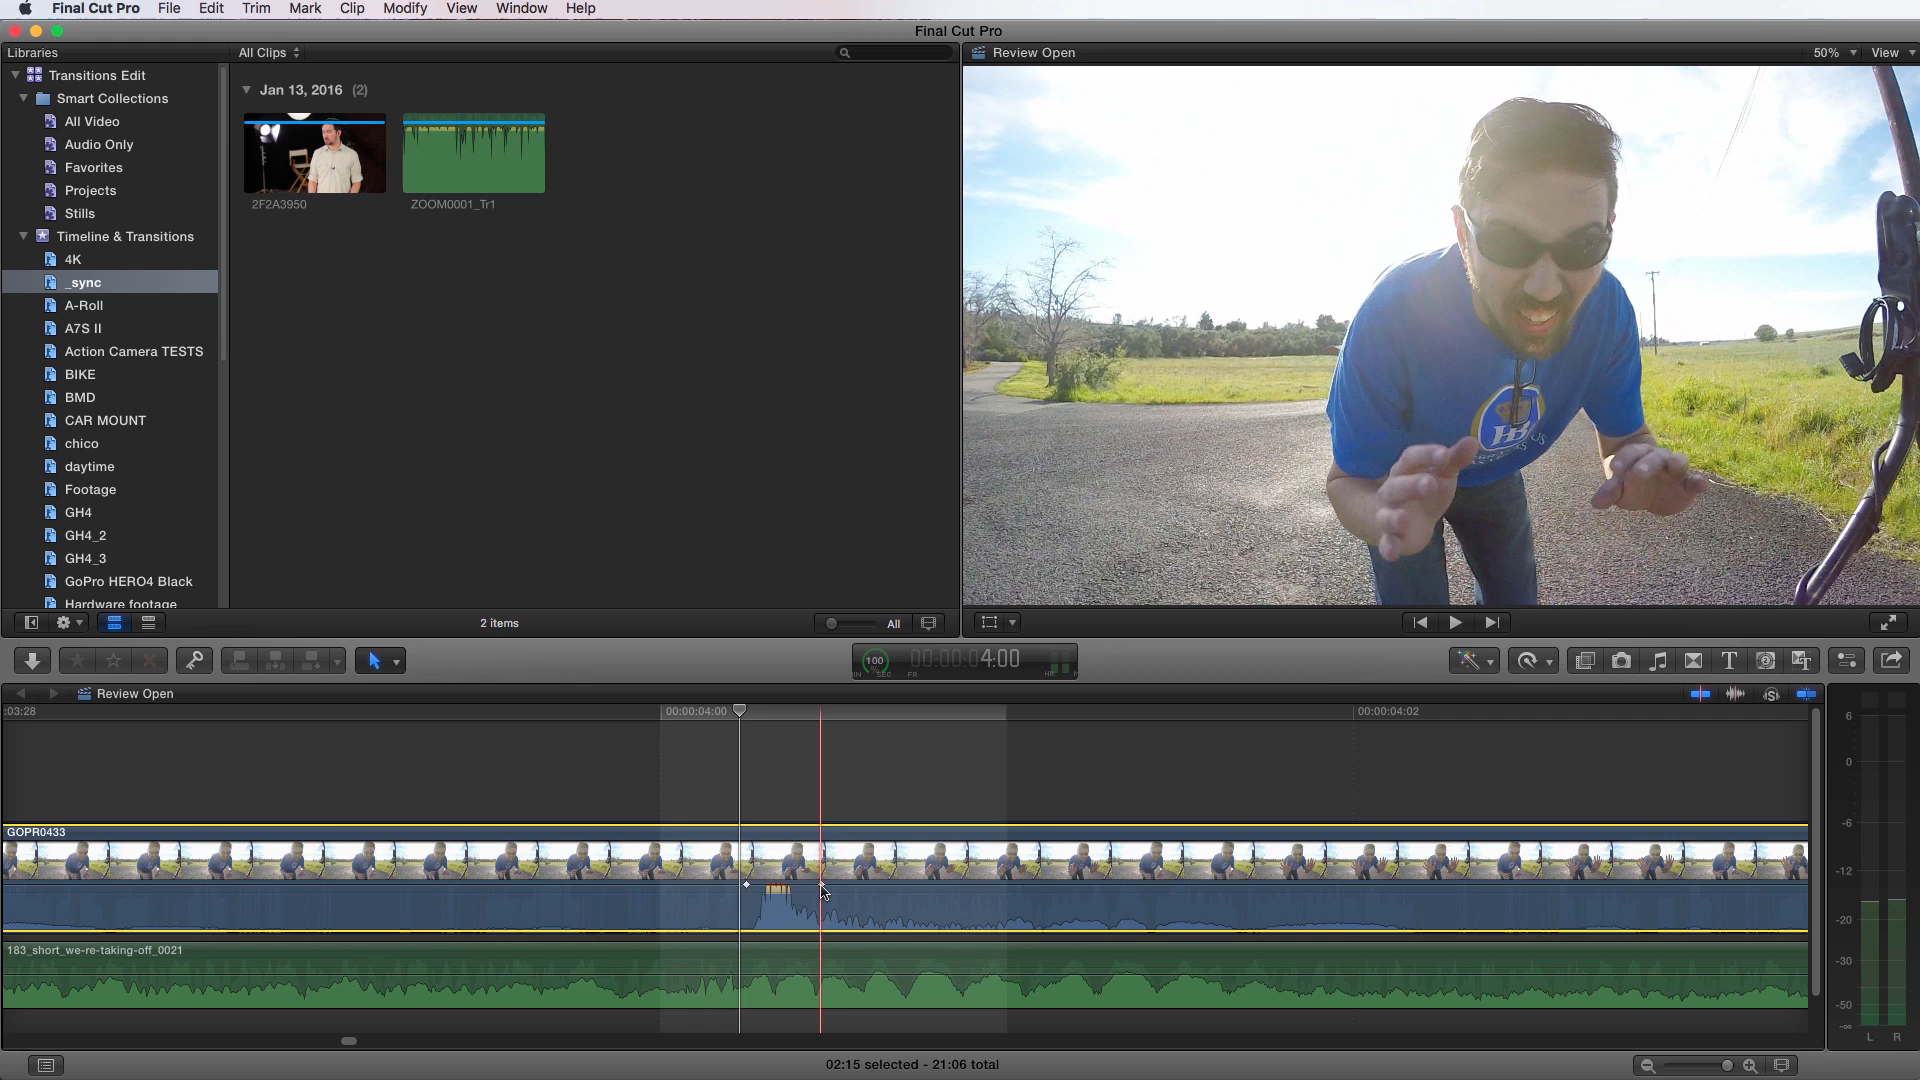 Final Cut Pro File Edit Trim Mark Clip Modify View Window Help
Final Cut Pro
Libraries
All Clips
Review Open
50%
View
Transitions Edit
Smart Collections
All Video
Audio Only
Favorites
Projects
Stills
Timeline & Transitions
4K
_sync
A-Roll
A7S II
Action Camera TESTS
BIKE
BMD
CAR MOUNT
chico
daytime
Footage
GH4
GH4_2
GH4_3
GoPro HERO4 Black
Hardware footage
Jan 13, 2016 (2)
2F2A3950
ZOOM0001_Tr1
2 items
All
100
00:00:04:00
HR
SEC
FR
Review Open
:03:28
00:00:04:00
00:00:04:02
GOPR0433
183_short_we-re-taking-off_0021
6
0
-6
-12
-20
-30
-50
-∞
L R
02:15 selected - 21:06 total